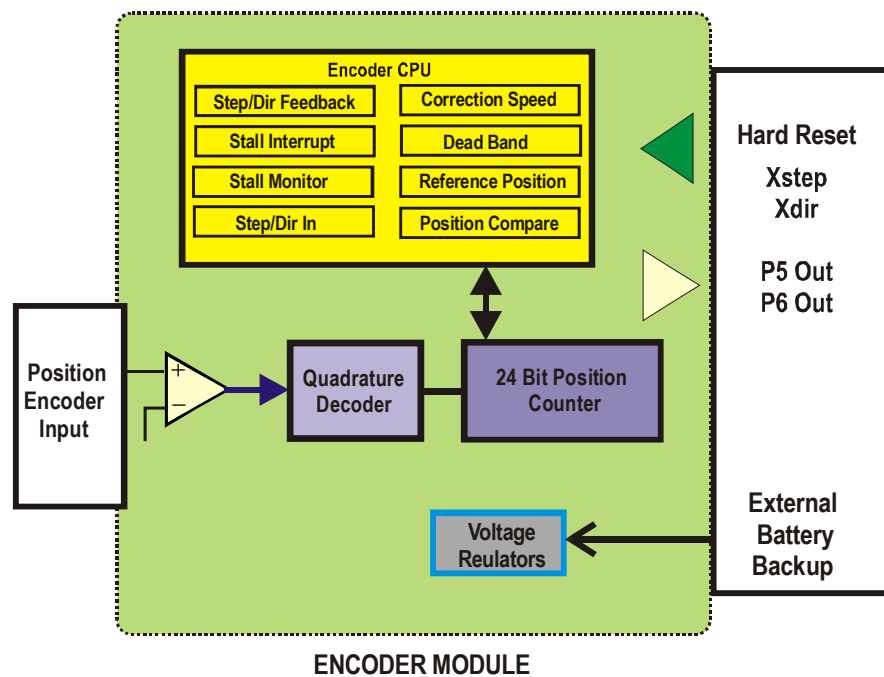 Encoder CPU
Step/Dir Feedback
Correction Speed
Stall Interrupt
Dead Band
Stall Monitor
Reference Position
Step/Dir In
Position Compare
Hard Reset
Xstep
Xdir
P5 Out
P6 Out
Position
Encoder
Input
+
−
Quadrature
Decoder
24 Bit Position
Counter
Voltage
Reulators
External
Battery
Backup
ENCODER MODULE